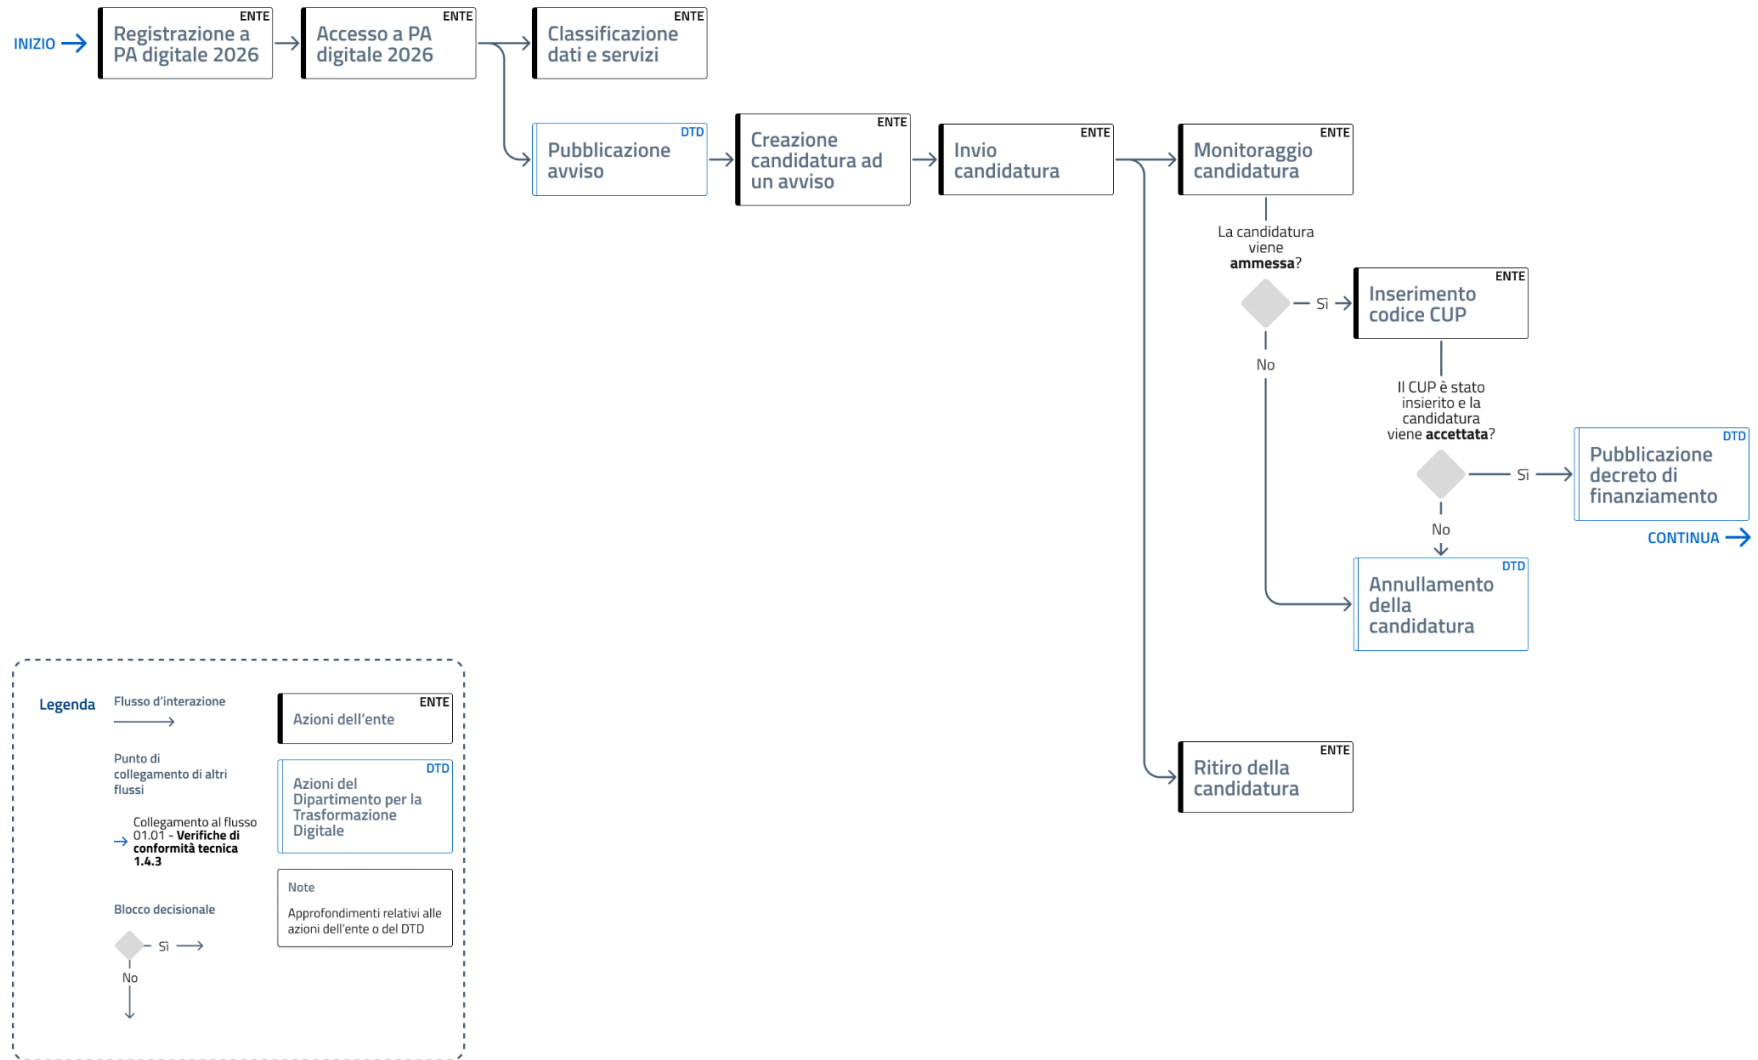 INIZIO
ENTE
Registrazione a
PA digitale 2026
ENTE
Accesso a PA
digitale 2026
ENTE
Classificazione
dati e servizi
DTD
Pubblicazione
avviso
ENTE
Creazione
candidatura ad
un avviso
ENTE
Invio
candidatura
ENTE
Monitoraggio
candidatura
La candidatura
viene
ammessa?
Sì
No
ENTE
Inserimento
codice CUP
Il CUP è stato
insierito e la
candidatura
viene accettata?
Sì
No
DTD
Pubblicazione
decreto di
finanziamento
CONTINUA
DTD
Annullamento
della
candidatura
ENTE
Ritiro della
candidatura
Legenda
Flusso d'interazione
Punto di
collegamento di altri
flussi
Collegamento al flusso
01.01 - Verifiche di
conformità tecnica
1.4.3
Blocco decisionale
Sì
No
ENTE
Azioni dell'ente
DTD
Azioni del
Dipartimento per la
Trasformazione
Digitale
Note
Approfondimenti relativi alle
azioni dell'ente o del DTD